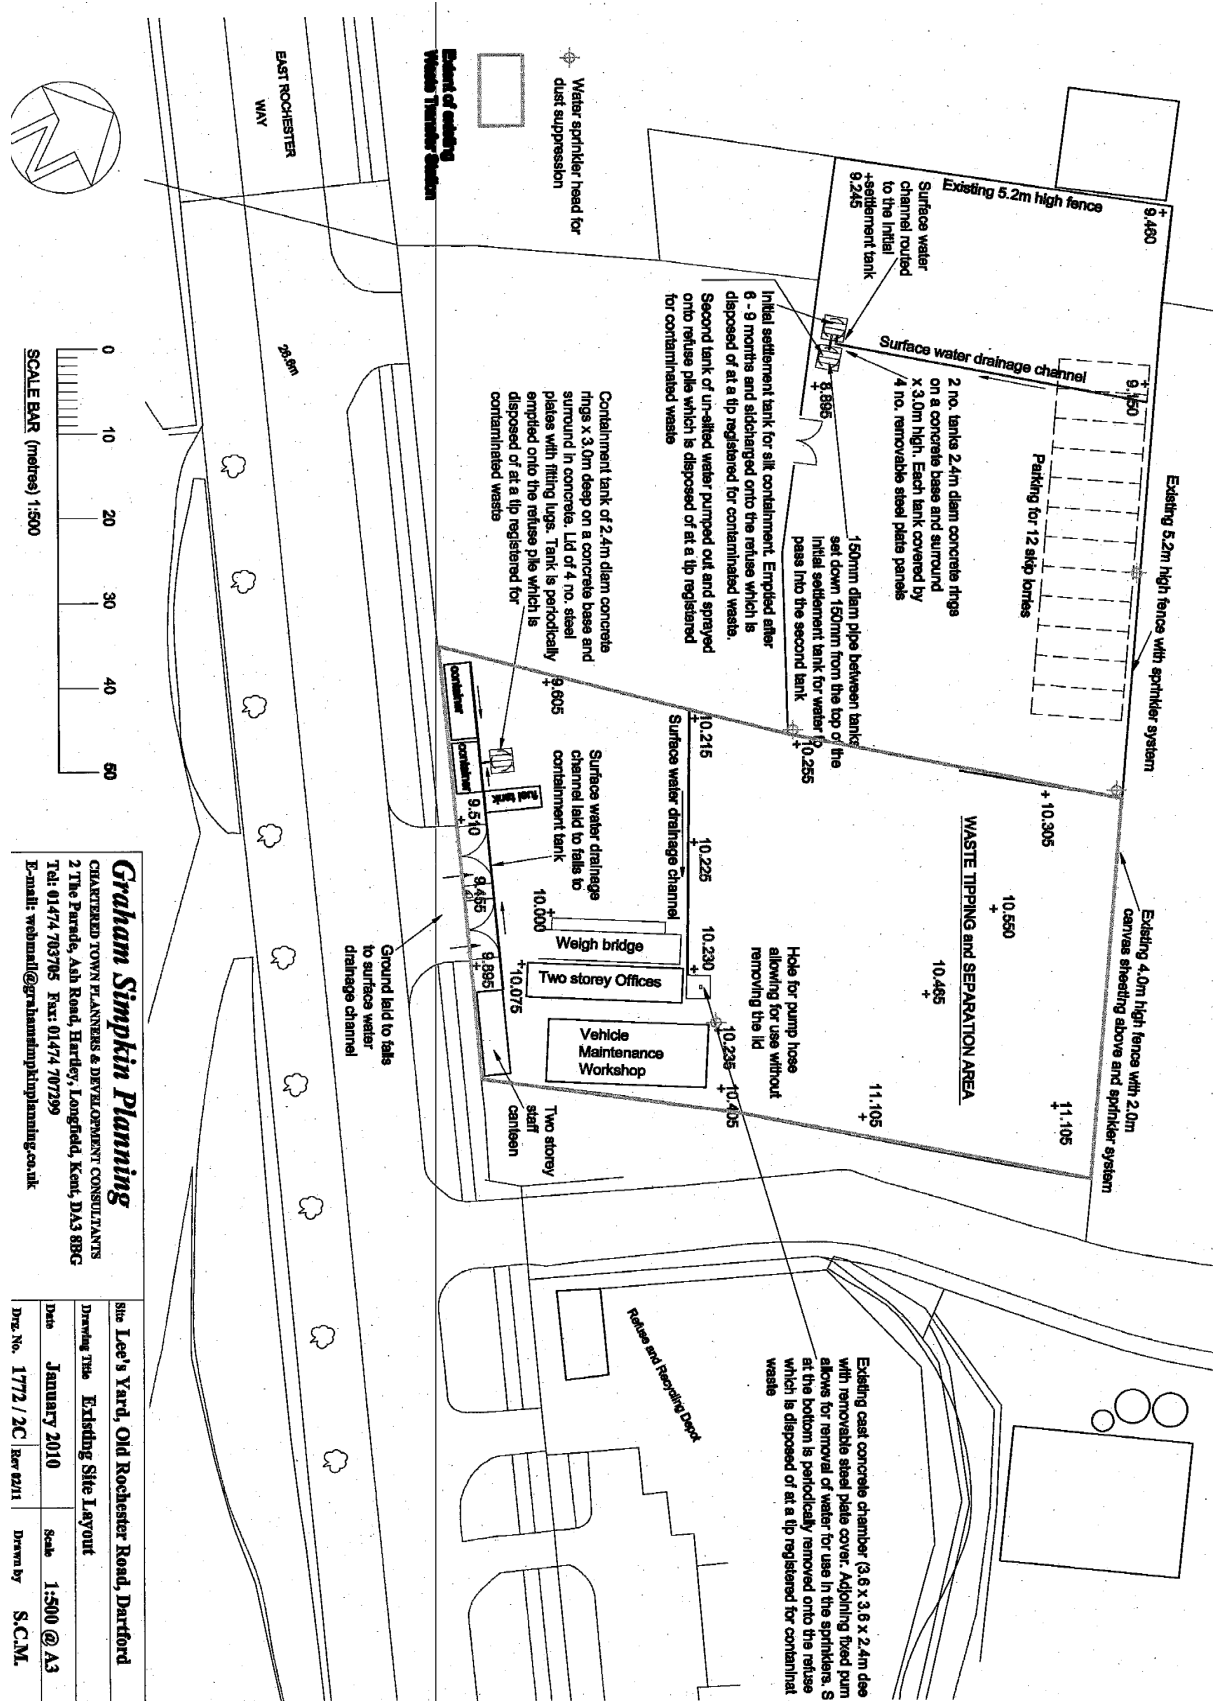 Water sprinkler head for
dust suppression
Extent of existing
Waste Transfer Station
EAST ROCHESTER
WAY
26.8m
Existing 5.2m high fence
9.460
Surface water
channel routed
to the initial
settlement tank
9.245
Surface water drainage channel
9.150
8.895
2 no. tanks 2.4m diam concrete rings
on a concrete base and surround
x 3.0m high. Each tank covered by
4 no. removable steel plate panels
Parking for 12 skip lorries
Existing 5.2m high fence with sprinkler system
150mm diam pipe between tanks
set down 150mm from the top of the
initial settlement tank for water to
pass into the second tank
Initial settlement tank for silt containment. Emptied after
6 - 9 months and sidcharged onto the refuse which is
disposed of at a tip registered for contaminated waste.
Second tank of un-silted water pumped out and sprayed
onto refuse pile which is disposed of at a tip registered
for contaminated waste
Containment tank of 2.4m diam concrete
rings x 3.0m deep on a concrete base and
surround in concrete. Lid of 4 no. steel
plates with fitting lugs. Tank is periodically
emptied onto the refuse pile which is
disposed of at a tip registered for
contaminated waste
9.605
container
container
fuel tank
9.510
9.455
9.895
Surface water drainage
channel laid to falls to
containment tank
Surface water drainage channel
10.215
10.225
10.230
10.255
10.305
10.550
10.465
WASTE TIPPING and SEPARATION AREA
Existing 4.0m high fence with 2.0m
canvas sheeting above and sprinkler system
11.105
11.105
10.000
10.075
Weigh bridge
Two storey Offices
Vehicle
Maintenance
Workshop
10.235
10.405
Hole for pump hose
allowing for use without
removing the lid
Ground laid to falls
to surface water
drainage channel
Two storey
staff
canteen
Refuse and Recycling Depot
Existing cast concrete chamber (3.6 x 3.6 x 2.4m dee
with removable steel plate cover. Adjoining fixed pum
allows for removal of water for use in the sprinklers. S
at the bottom is periodically removed onto the refuse
which is disposed of at a tip registered for contaminat
waste
0 10 20 30 40 50
SCALE BAR (metres) 1:500
Graham Simpkin Planning
CHARTERED TOWN PLANNERS & DEVELOPMENT CONSULTANTS
2 The Parade, Ash Road, Hartley, Longfield, Kent, DA3 8BG
Tel: 01474 703705 Fax: 01474 707299
E-mail: webmail@grahamsimpkinplanning.co.uk
Site Lee's Yard, Old Rochester Road, Dartford
Drawing Title Existing Site Layout
Date January 2010 Scale 1:500 @ A3
Drg. No. 1772 / 2C Rev 02/11 Drawn by S.C.M.